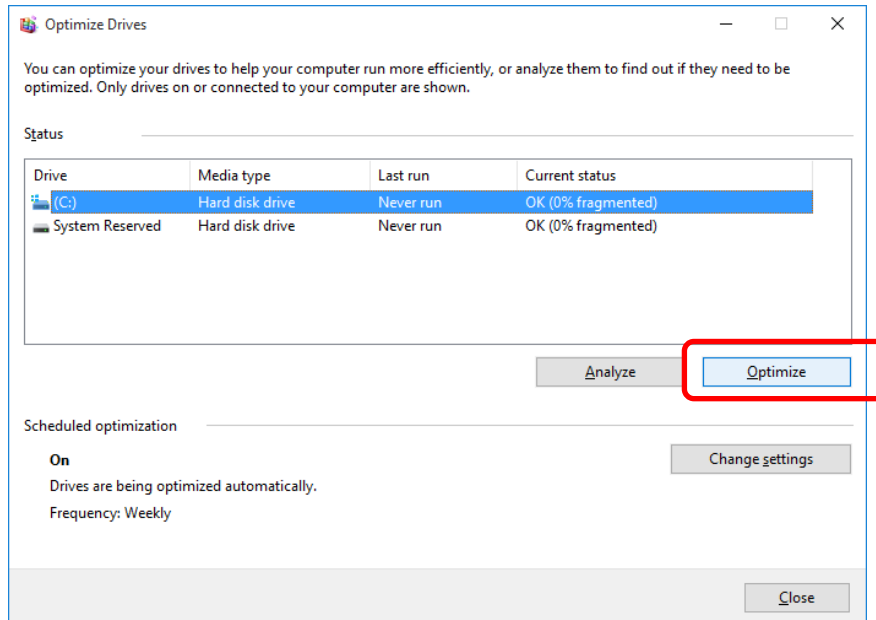 Optimize Drives
You can optimize your drives to help your computer run more efficiently, or analyze them to find out if they need to be
optimized. Only drives on or connected to your computer are shown.
Status
Drive Media type Last run Current status
(C:) Hard disk drive Never run OK (0% fragmented)
System Reserved Hard disk drive Never run OK (0% fragmented)
Analyze Optimize
Scheduled optimization
On Change settings
Drives are being optimized automatically.
Frequency: Weekly
Close